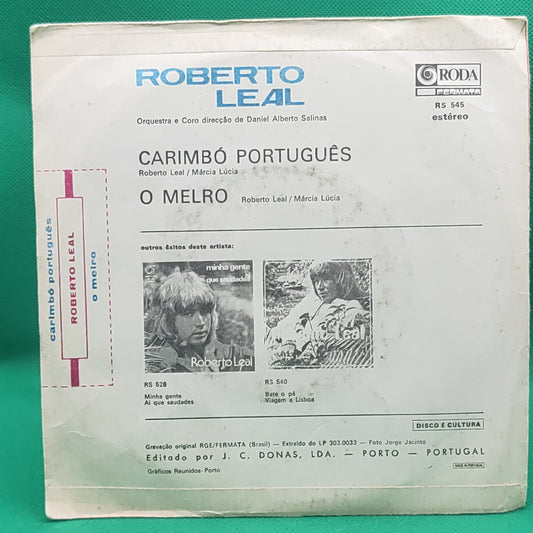 ROBERTO
LEAL
RODA
FERMATA
RS 545
estéreo
Orquestra e Coro direcção de Daniel Alberto Salinas
CARIMBÓ PORTUGUÊS
Roberto Leal / Márcia Lúcia
O MELRO Roberto Leal / Márcia Lúcia
carimbó português
ROBERTO LEAL
o melro
outros êxitos deste artista:
minha gente
ai
que saudades
Roberto Leal
Leal
RS 528
Minha gente
Ai que saudades
RS 540
Bate o pé
Viagem a Lisboa
DISCO É CULTURA
Gravação original RGE/FERMATA (Brasil) — Extraído do LP 303.0033 — Foto Jorge Jacinto
Editado por J. C. DONAS, LDA. — PORTO — PORTUGAL
Gráficos Reunidos-Porto
MADE IN PORTUGAL